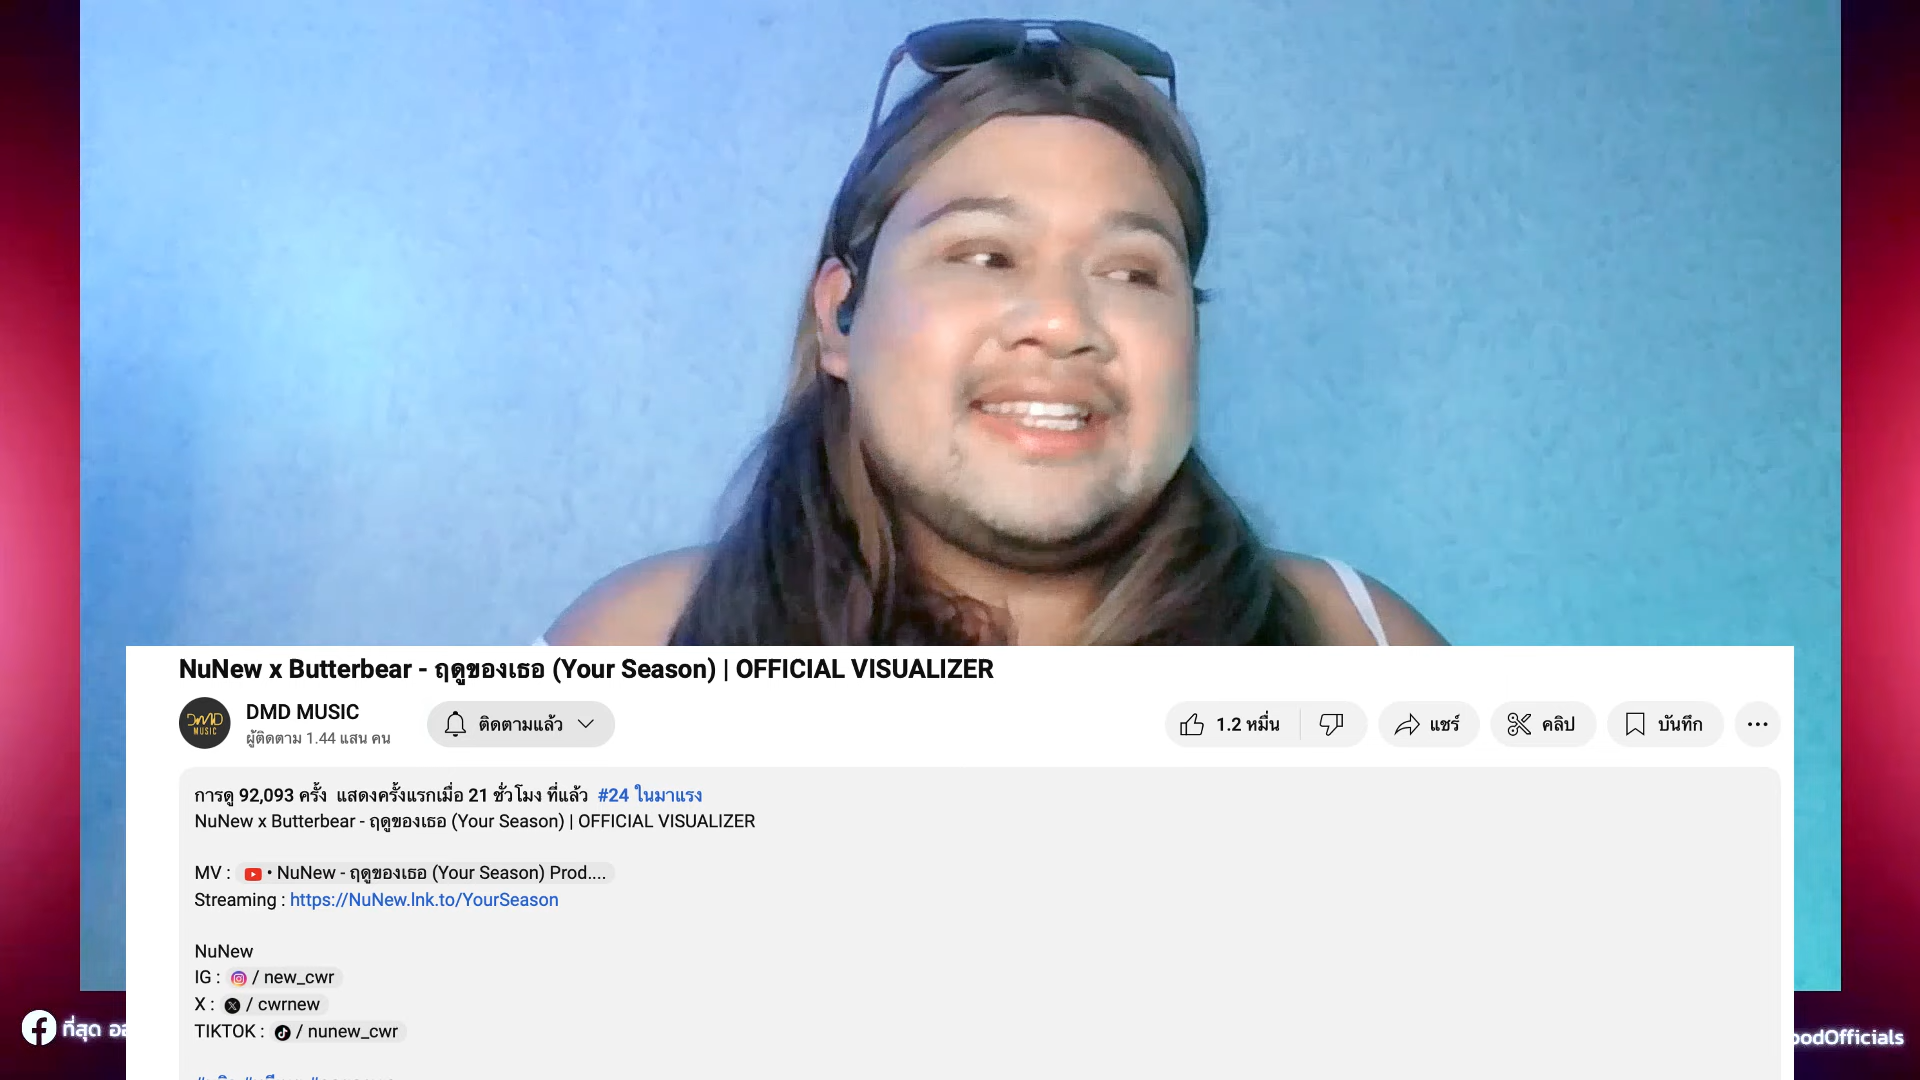 NuNew x Butterbear - ฤดูของเธอ (Your Season) | OFFICIAL VISUALIZER
DMD MUSIC
DMD
MUSIC
ผู้ติดตาม 1.44 แสน คน
ติดตามแล้ว
1.2 หมื่น
แชร์
คลิป
บันทึก
การดู 92,093 ครั้ง แสดงครั้งแรกเมื่อ 21 ชั่วโมง ที่แล้ว #24 ในมาแรง
NuNew x Butterbear - ฤดูของเธอ (Your Season) | OFFICIAL VISUALIZER
MV : • NuNew - ฤดูของเธอ (Your Season) Prod....
Streaming : https://NuNew.lnk.to/YourSeason
NuNew
IG : / new_cwr
X : / cwrnew
TIKTOK : / nunew_cwr
ที่สุด
oodOfficials